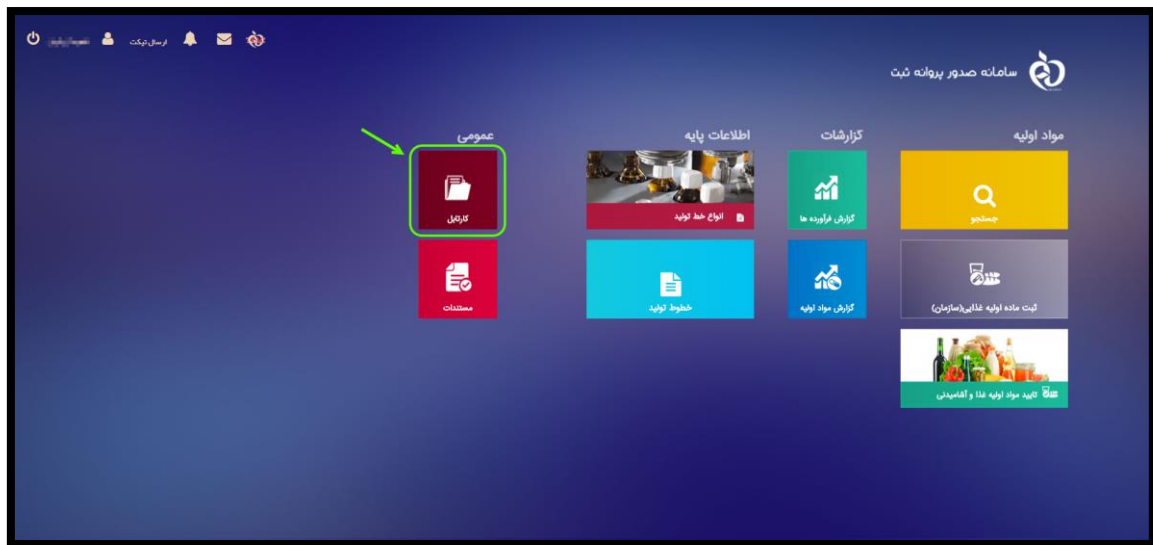 ارسال تیکت
سامانه صدور پروانه ثبت
مواد اولیه
جستجو
ثبت ماده اولیه غذایی(سازمان)
تایید مواد اولیه غذا و آشامیدنی
گزارشات
گزارش فرآورده ها
گزارش مواد اولیه
اطلاعات پایه
انواع خط تولید
خطوط تولید
عمومی
کارتابل
مستندات